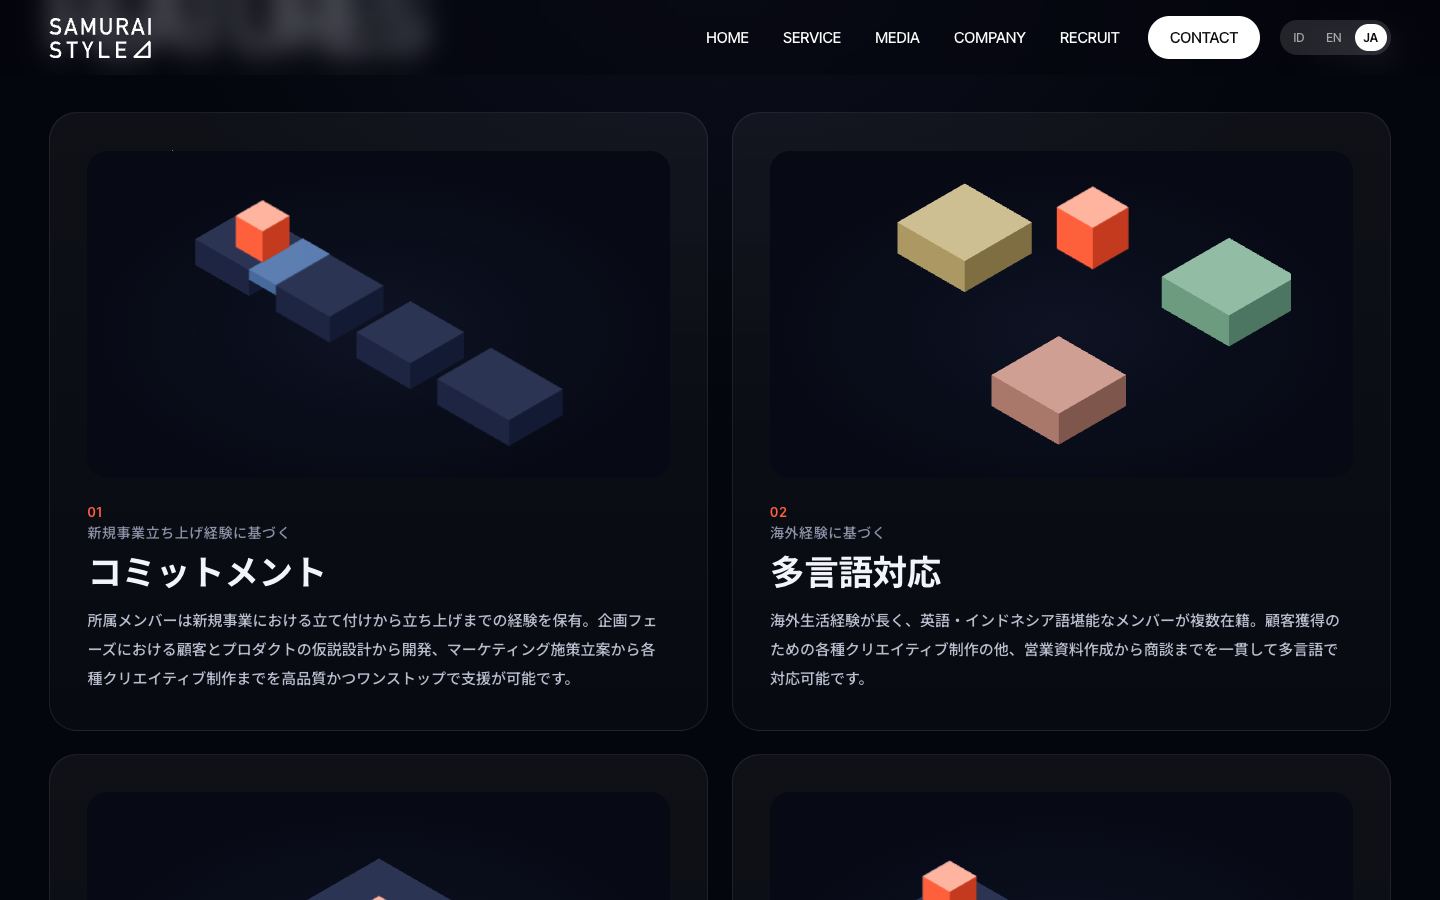 SAMURAI
STYLE
HOME
SERVICE
MEDIA
COMPANY
RECRUIT
CONTACT
ID
EN
JA
01
新規事業立ち上げ経験に基づく
コミットメント
所属メンバーは新規事業における立て付けから立ち上げまでの経験を保有。企画フェ
ーズにおける顧客とプロダクトの仮説設計から開発、マーケティング施策立案から各
種クリエイティブ制作までを高品質かつワンストップで支援が可能です。
02
海外経験に基づく
多言語対応
海外生活経験が長く、英語・インドネシア語堪能なメンバーが複数在籍。顧客獲得の
ための各種クリエイティブ制作の他、営業資料作成から商談までを一貫して多言語で
対応可能です。